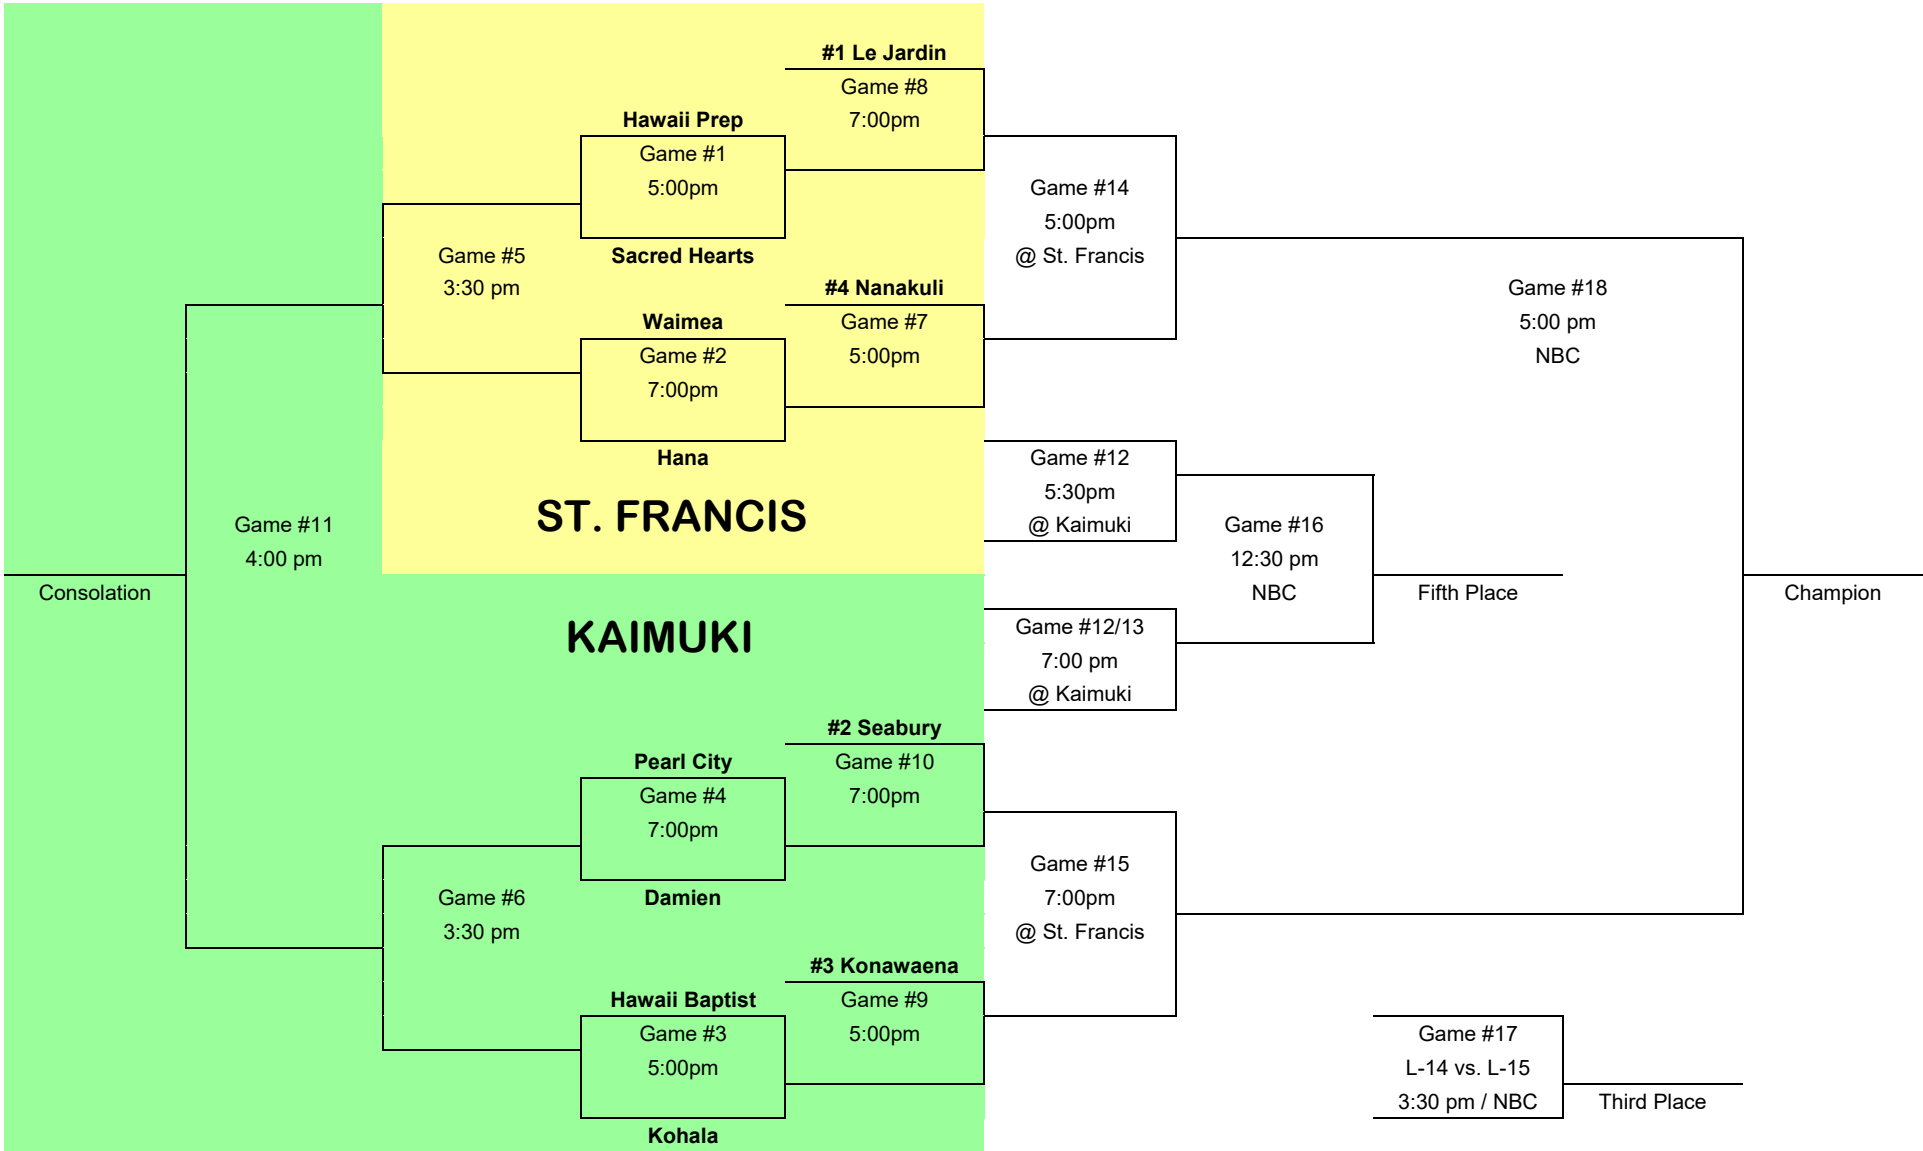 #1 Le Jardin
Game #8
7:00pm
Hawaii Prep
Game #1
5:00pm
Sacred Hearts
Game #5
3:30 pm
#4 Nanakuli
Game #7
5:00pm
Waimea
Game #2
7:00pm
Hana
ST. FRANCIS
Game #14
5:00pm
@ St. Francis
Game #18
5:00 pm
NBC
Game #12
5:30pm
@ Kaimuki
Game #11
4:00 pm
Consolation
Game #16
12:30 pm
NBC
Fifth Place
Champion
KAIMUKI
Game #12/13
7:00 pm
@ Kaimuki
#2 Seabury
Game #10
7:00pm
Pearl City
Game #4
7:00pm
Damien
Game #6
3:30 pm
Game #15
7:00pm
@ St. Francis
#3 Konawaena
Game #9
5:00pm
Hawaii Baptist
Game #3
5:00pm
Kohala
Game #17
L-14 vs. L-15
3:30 pm / NBC
Third Place